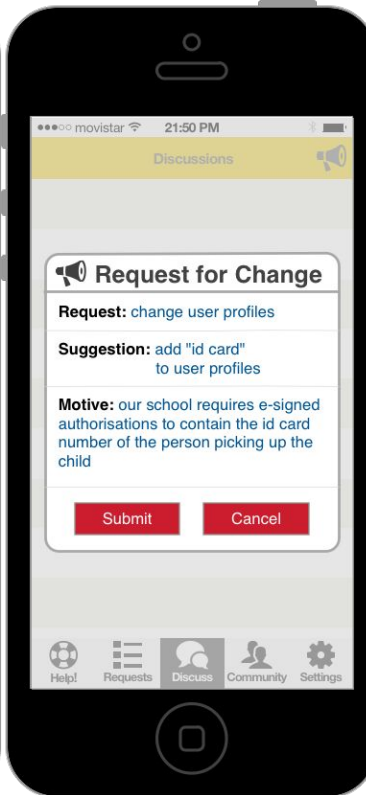 movistar 21:50 PM
Discussions
Request for Change
Request: change user profiles
Suggestion: add "id card"
to user profiles
Motive: our school requires e-signed
authorisations to contain the id card
number of the person picking up the
child
Submit Cancel
Help! Requests Discuss Community Settings